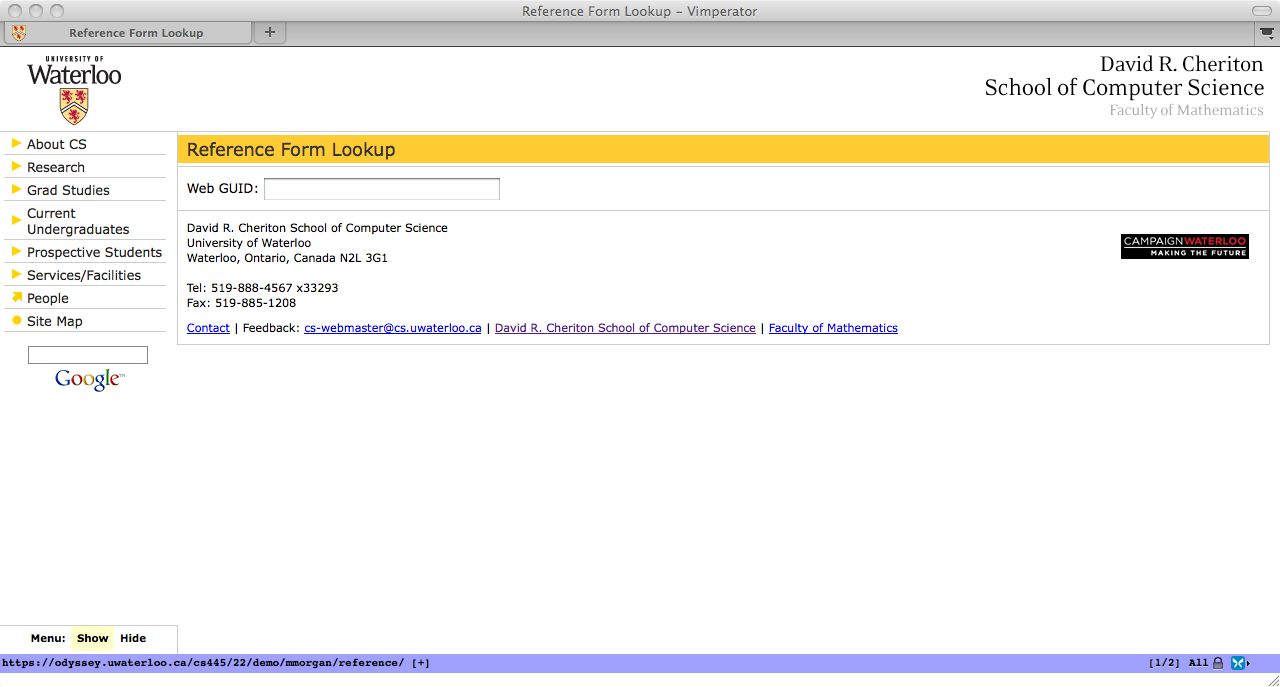 Reference Form Lookup – Vimperator
Reference Form Lookup
+
UNIVERSITY OF
Waterloo
David R. Cheriton
School of Computer Science
Faculty of Mathematics
About CS
Research
Grad Studies
Current
Undergraduates
Prospective Students
Services/Facilities
People
Site Map
Google™
Reference Form Lookup
Web GUID:
David R. Cheriton School of Computer Science
University of Waterloo
Waterloo, Ontario, Canada N2L 3G1
Tel: 519-888-4567 x33293
Fax: 519-885-1208
CAMPAIGNWATERLOO
MAKING THE FUTURE
Contact | Feedback: cs-webmaster@cs.uwaterloo.ca | David R. Cheriton School of Computer Science | Faculty of Mathematics
Menu: Show Hide
https://odyssey.uwaterloo.ca/cs445/22/demo/mmorgan/reference/ [+]
[1/2] All